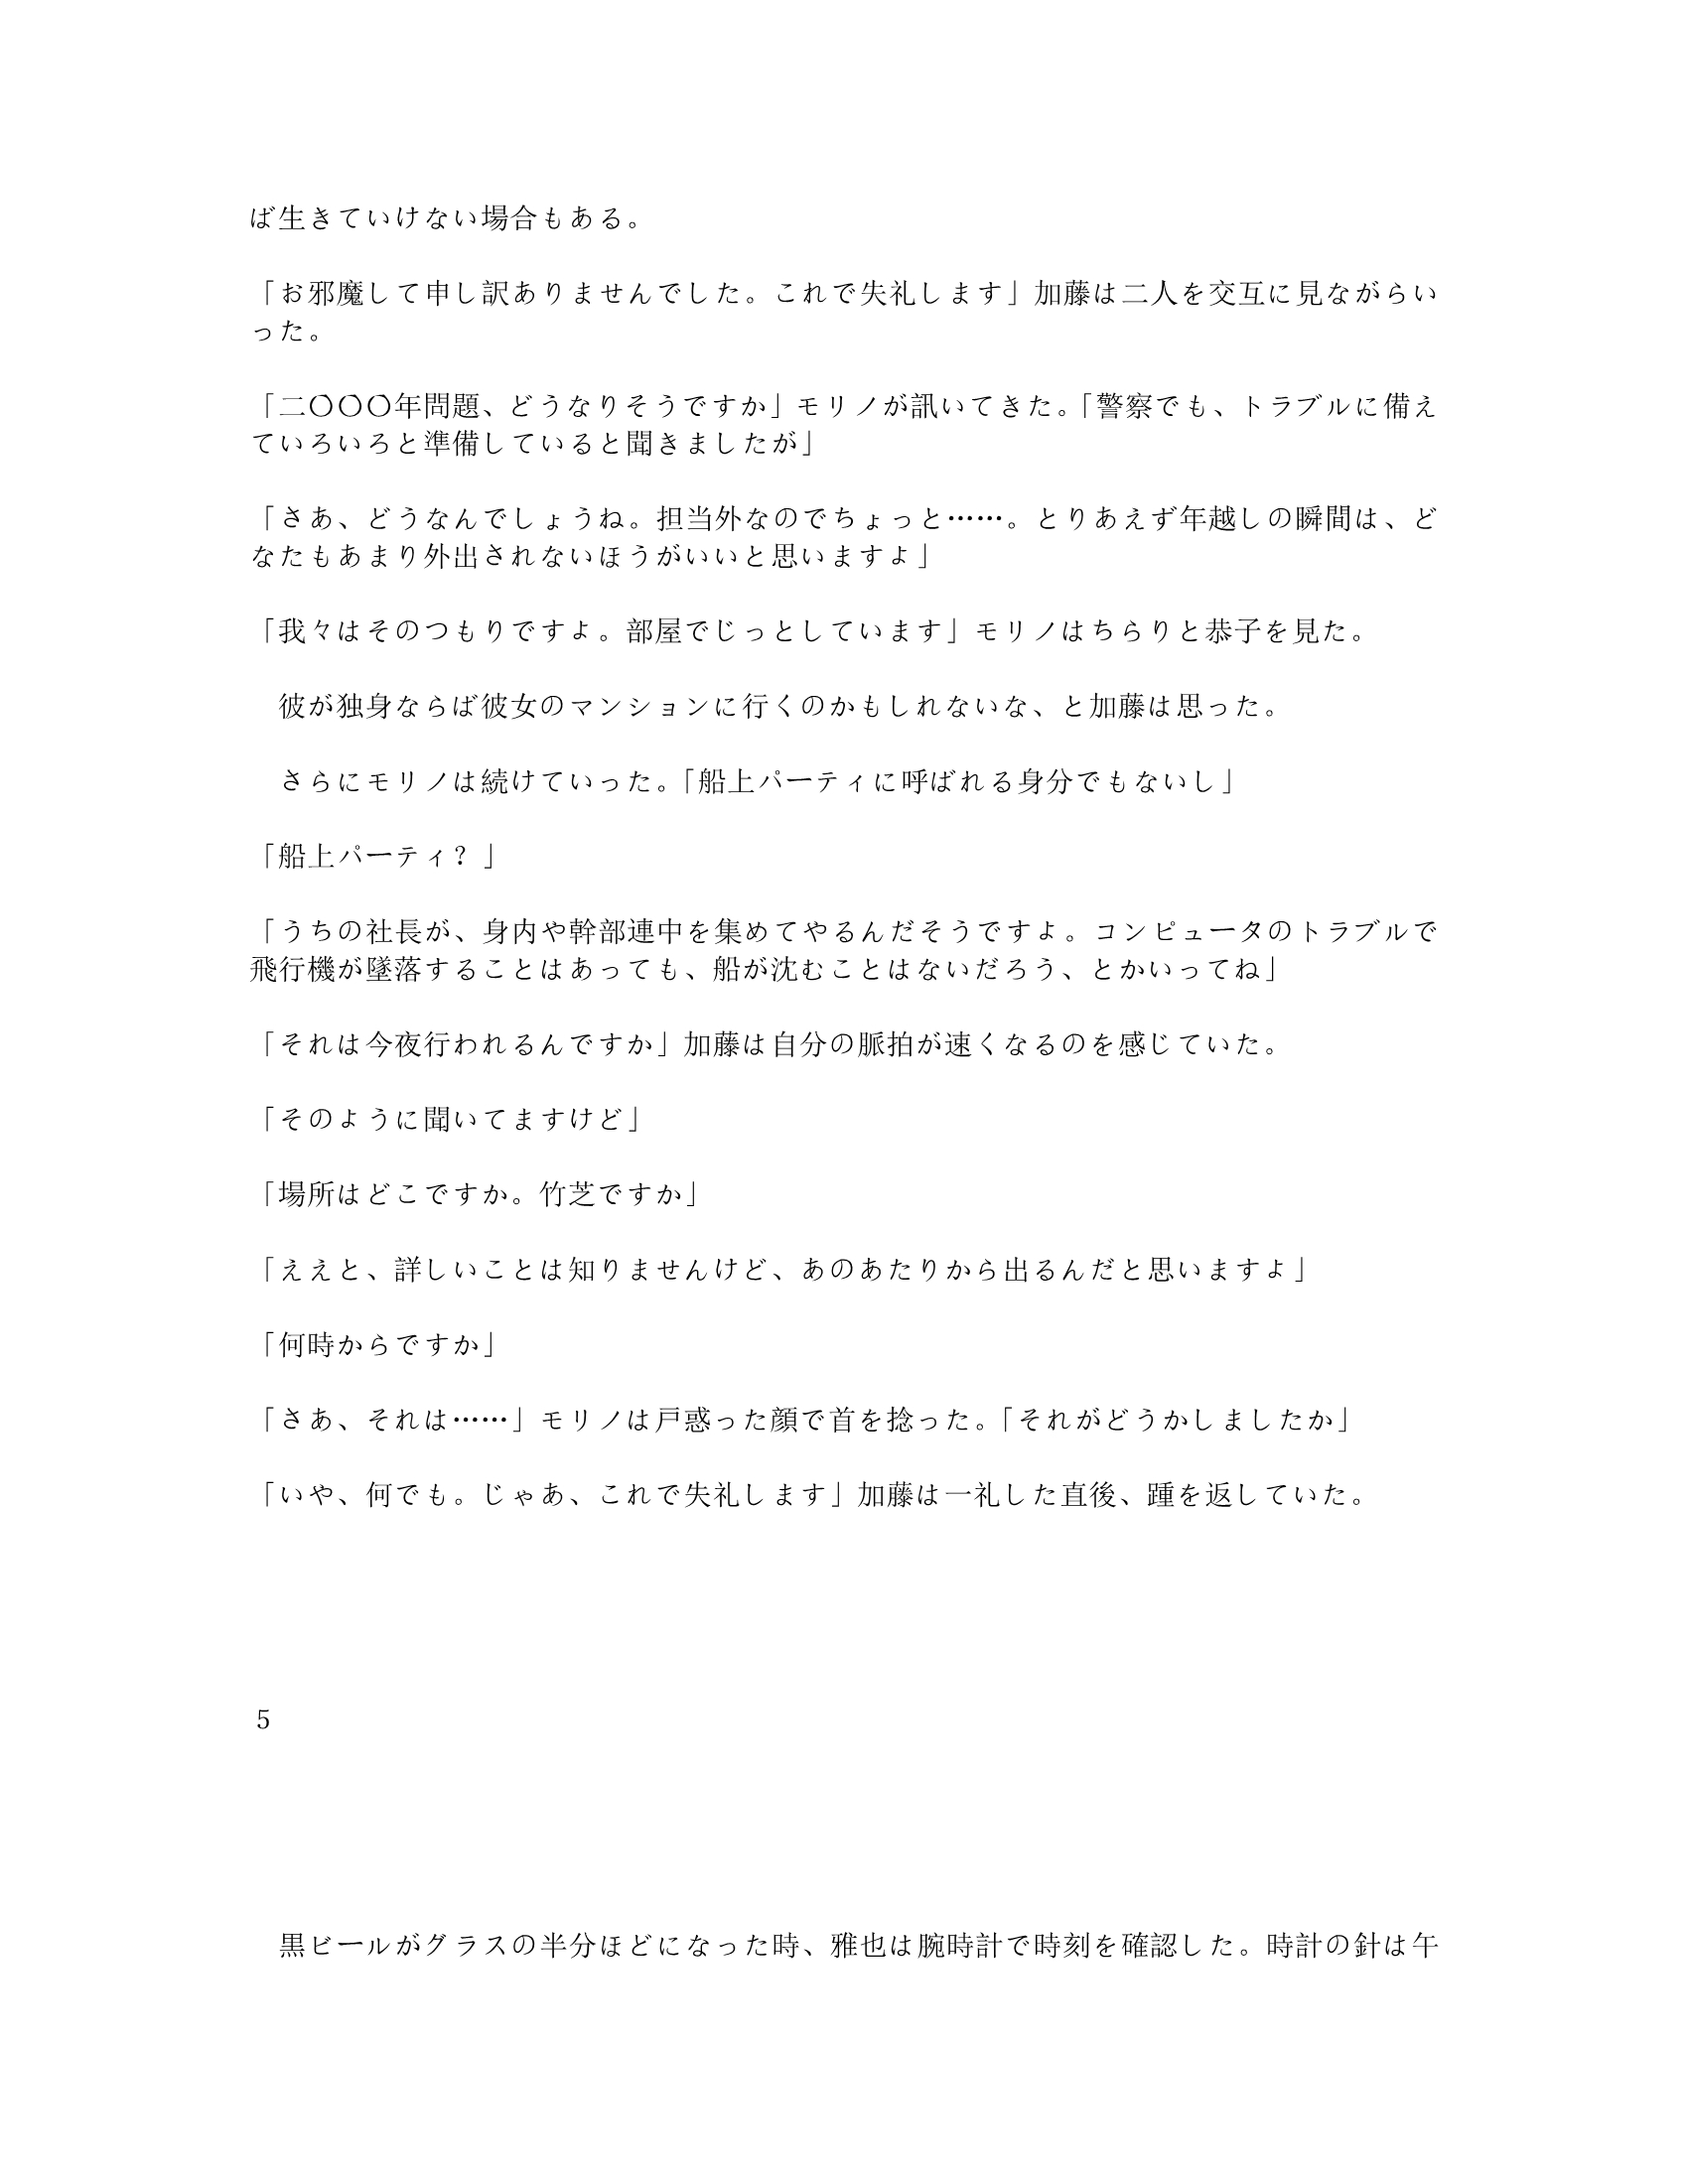 ば生きていけない場合もある。
「お邪魔して申し訳ありませんでした。これで失礼します」加藤は二人を交互に見ながらい
った。
「二〇〇〇年問題、どうなりそうですか」モリノが訊いてきた。「警察でも、トラブルに備え
ていろいろと準備していると聞きましたが」
「さあ、どうなんでしょうね。担当外なのでちょっと……。とりあえず年越しの瞬間は、ど
なたもあまり外出されないほうがいいと思いますよ」
「我々はそのつもりですよ。部屋でじっとしています」モリノはちらりと恭子を見た。
　彼が独身ならば彼女のマンションに行くのかもしれないな、と加藤は思った。
　さらにモリノは続けていった。「船上パーティに呼ばれる身分でもないし」
「船上パーティ？」
「うちの社長が、身内や幹部連中を集めてやるんだそうですよ。コンピュータのトラブルで
飛行機が墜落することはあっても、船が沈むことはないだろう、とかいってね」
「それは今夜行われるんですか」加藤は自分の脈拍が速くなるのを感じていた。
「そのように聞いてますけど」
「場所はどこですか。竹芝ですか」
「ええと、詳しいことは知りませんけど、あのあたりから出るんだと思いますよ」
「何時からですか」
「さあ、それは……」モリノは戸惑った顔で首を捻った。「それがどうかしましたか」
「いや、何でも。じゃあ、これで失礼します」加藤は一礼した直後、踵を返していた。
5
　黒ビールがグラスの半分ほどになった時、雅也は腕時計で時刻を確認した。時計の針は午